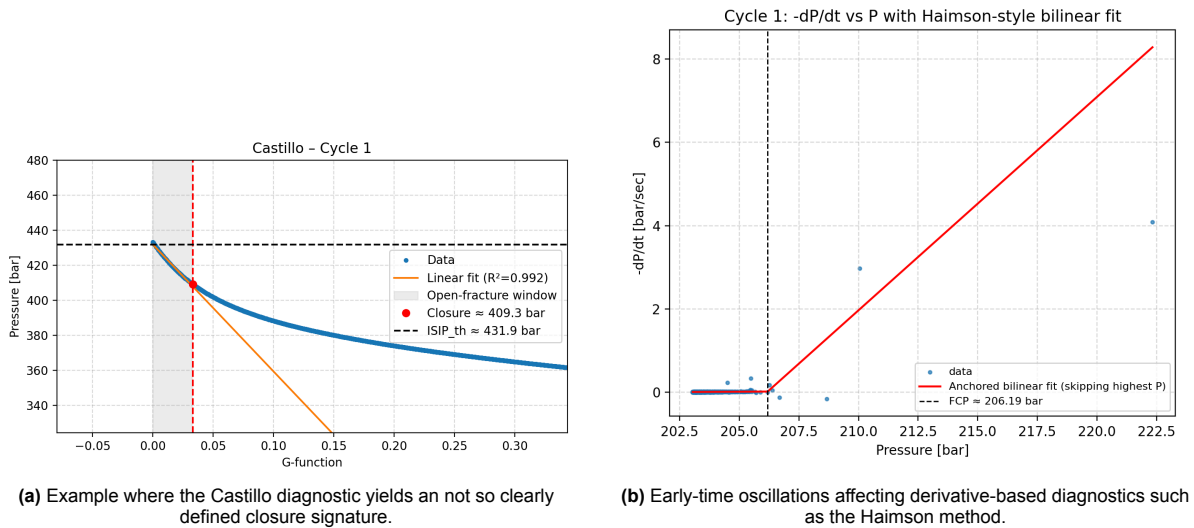 Castillo – Cycle 1
Pressure [bar]
480
460
440
420
400
380
360
340
−0.05
0.00
0.05
0.10
0.15
0.20
0.25
0.30
G-function
Data
Linear fit (R²=0.992)
Open-fracture window
Closure ≈ 409.3 bar
ISIP_th ≈ 431.9 bar
(a) Example where the Castillo diagnostic yields an not so clearly
defined closure signature.
Cycle 1: -dP/dt vs P with Haimson-style bilinear fit
-dP/dt [bar/sec]
8
6
4
2
0
202.5
205.0
207.5
210.0
212.5
215.0
217.5
220.0
222.5
Pressure [bar]
data
Anchored bilinear fit (skipping highest P)
FCP ≈ 206.19 bar
(b) Early-time oscillations affecting derivative-based diagnostics such
as the Haimson method.